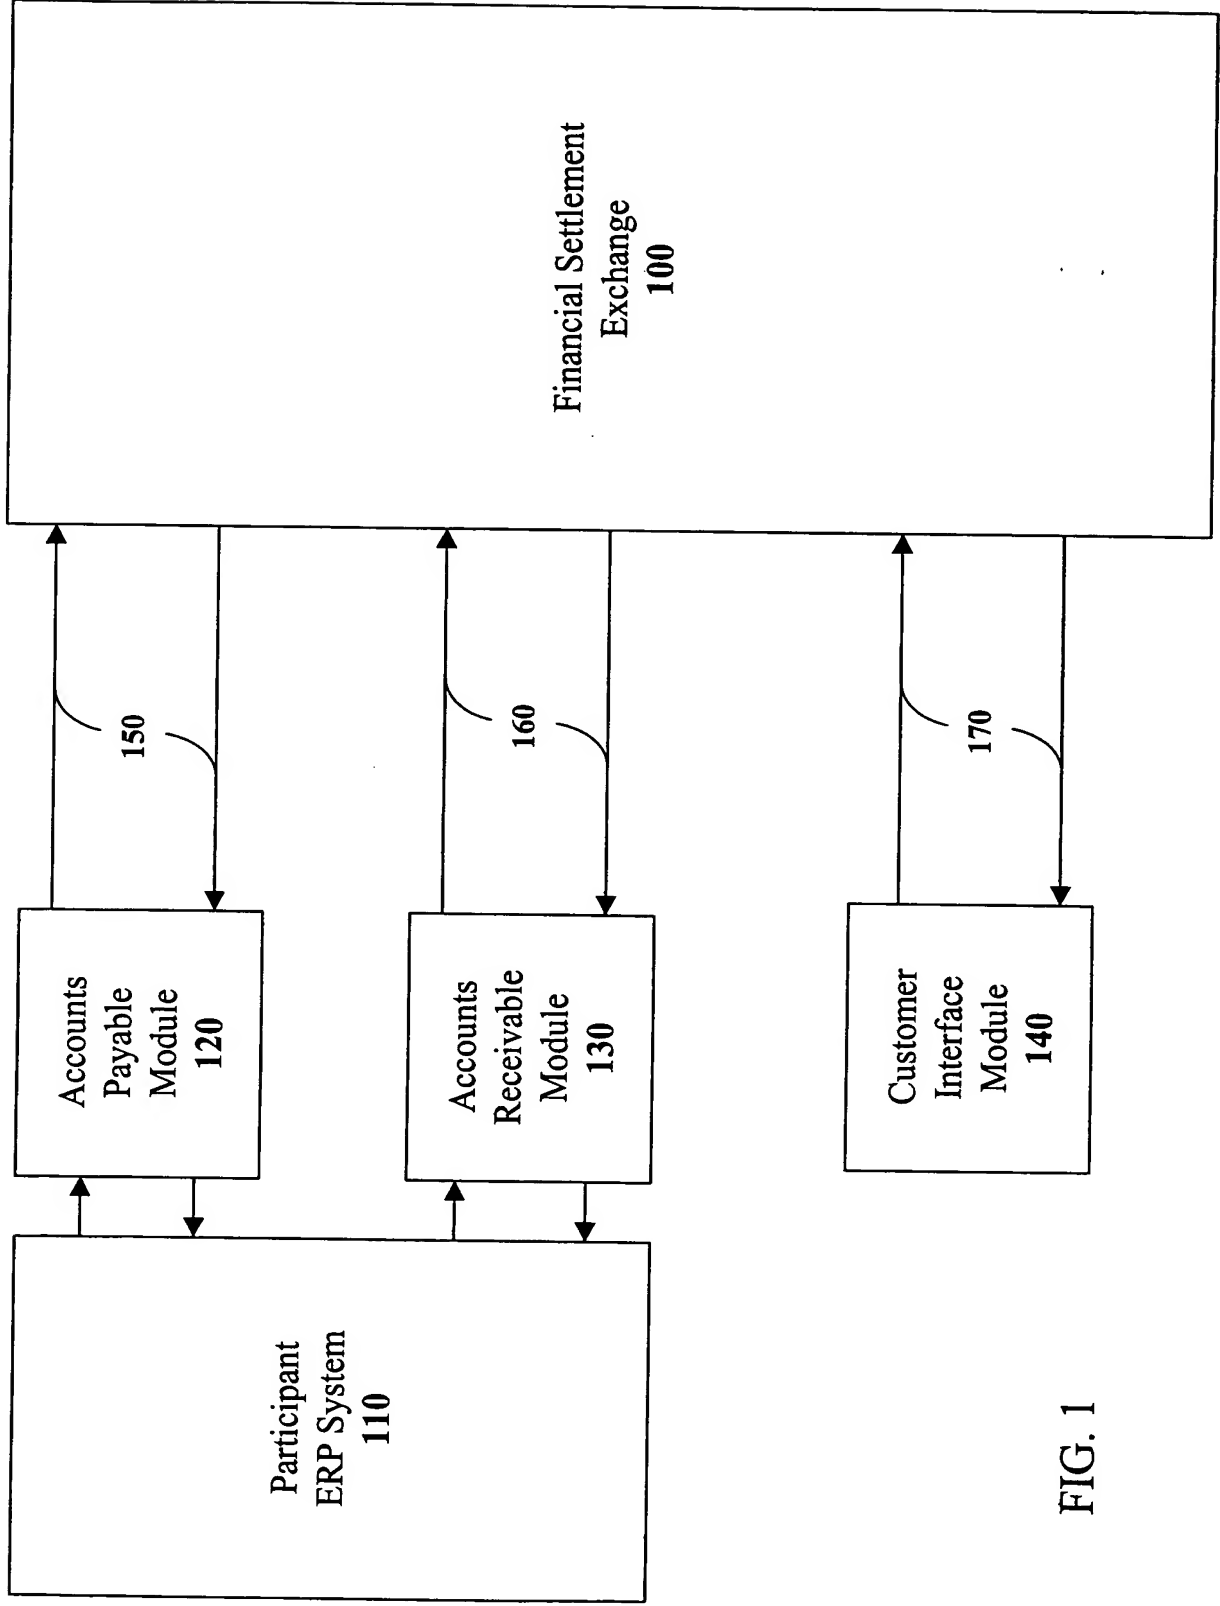 Participant
ERP System
110
Accounts
Payable
Module
120
Accounts
Receivable
Module
130
Customer
Interface
Module
140
150
160
170
Financial Settlement
Exchange
100
FIG. 1